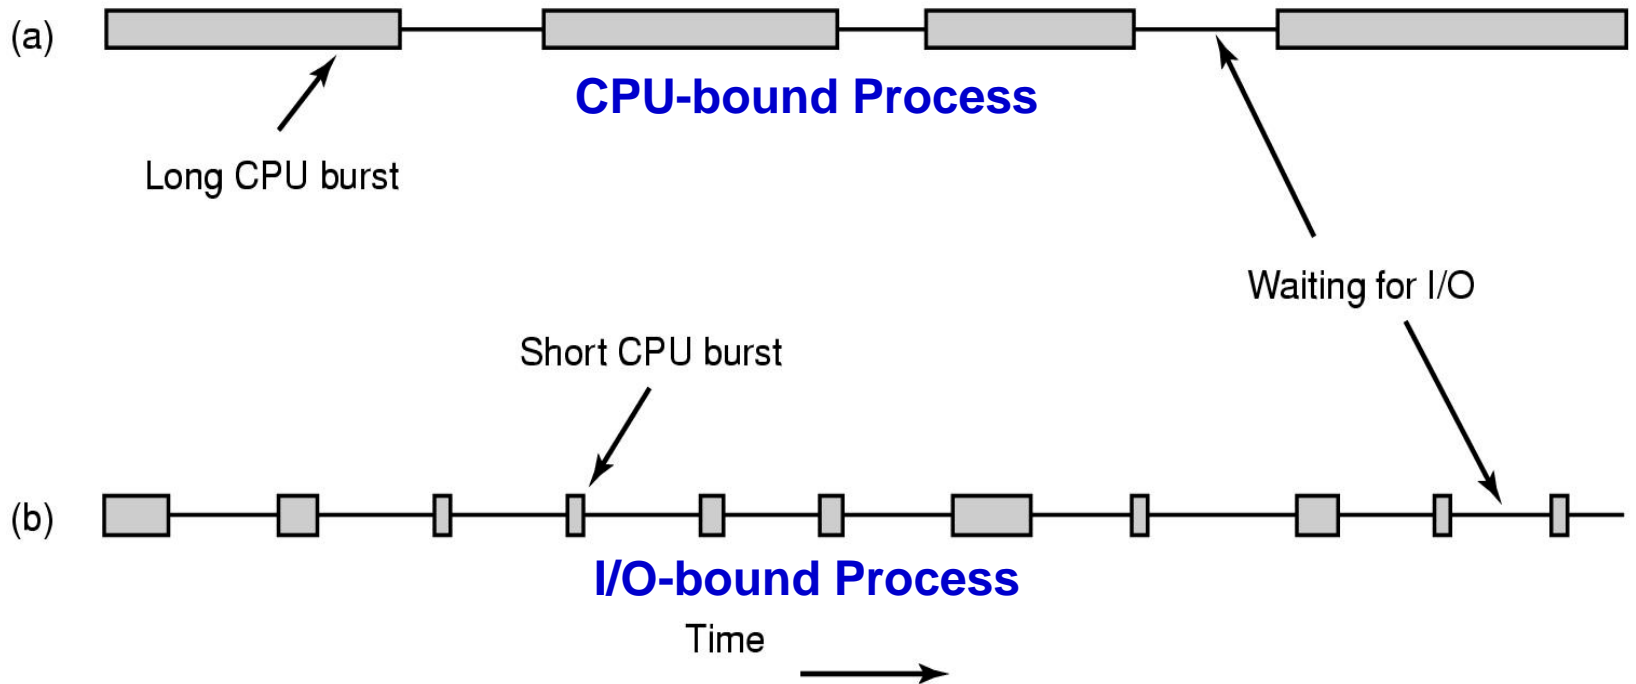 (a)
CPU-bound Process
Long CPU burst
Waiting for I/O
Short CPU burst
(b)
I/O-bound Process
Time